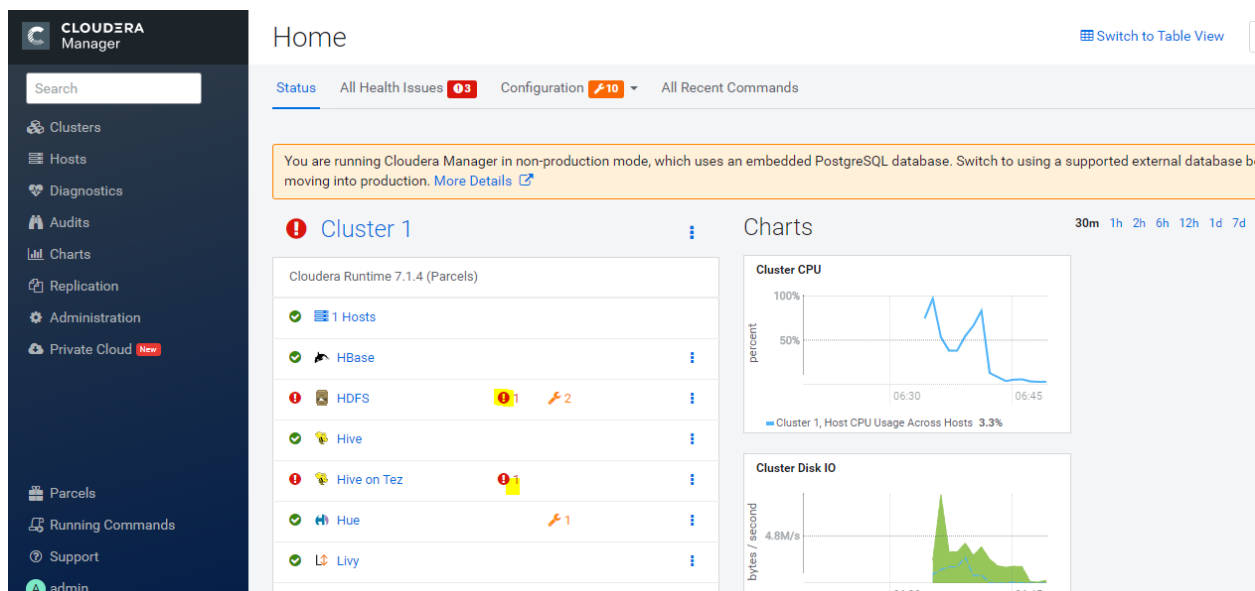 CLOUDERA
Manager
Search
Clusters
Hosts
Diagnostics
Audits
Charts
Replication
Administration
Private Cloud New
Parcels
Running Commands
Support
A admin
Home
Switch to Table View
Status All Health Issues 3 Configuration 10 All Recent Commands
You are running Cloudera Manager in non-production mode, which uses an embedded PostgreSQL database. Switch to using a supported external database
moving into production. More Details
Cluster 1
Cloudera Runtime 7.1.4 (Parcels)
1 Hosts
HBase
HDFS 1 2
Hive
Hive on Tez 1
Hue 1
Livy
Charts
30m 1h 2h 6h 12h 1d 7d
Cluster CPU
percent
100%
50%
06:30 06:45
Cluster 1, Host CPU Usage Across Hosts 3.3%
Cluster Disk IO
bytes / second
4.8M/s